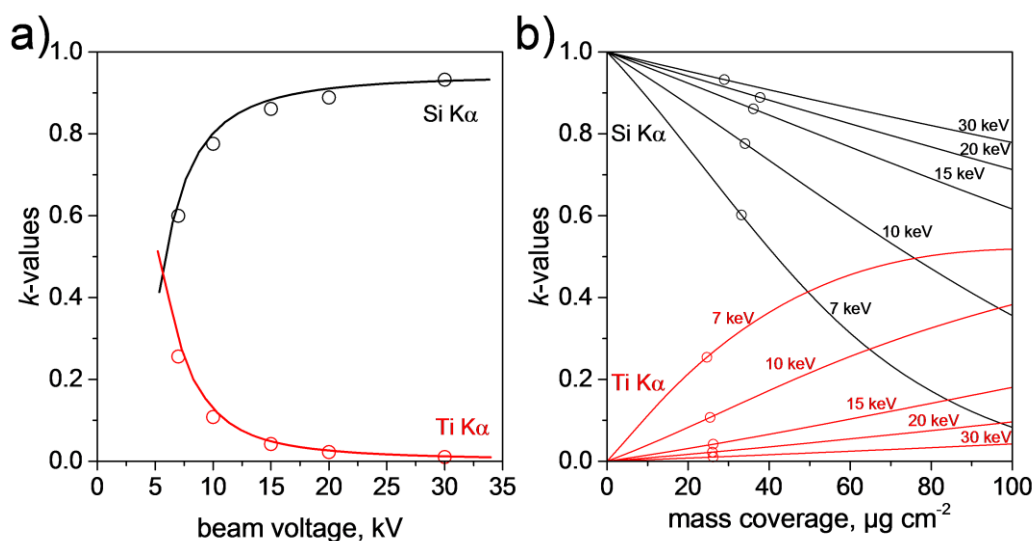 a)
1.0
0.8
0.6
0.4
0.2
0.0
k-values
Si Kα
Ti Kα
0 5 10 15 20 25 30 35
beam voltage, kV
b)
1.0
0.8
0.6
0.4
0.2
0.0
k-values
Si Kα
30 keV
20 keV
15 keV
10 keV
7 keV
7 keV
Ti Kα
10 keV
15 keV
20 keV
30 keV
0 20 40 60 80 100
mass coverage, µg cm⁻²